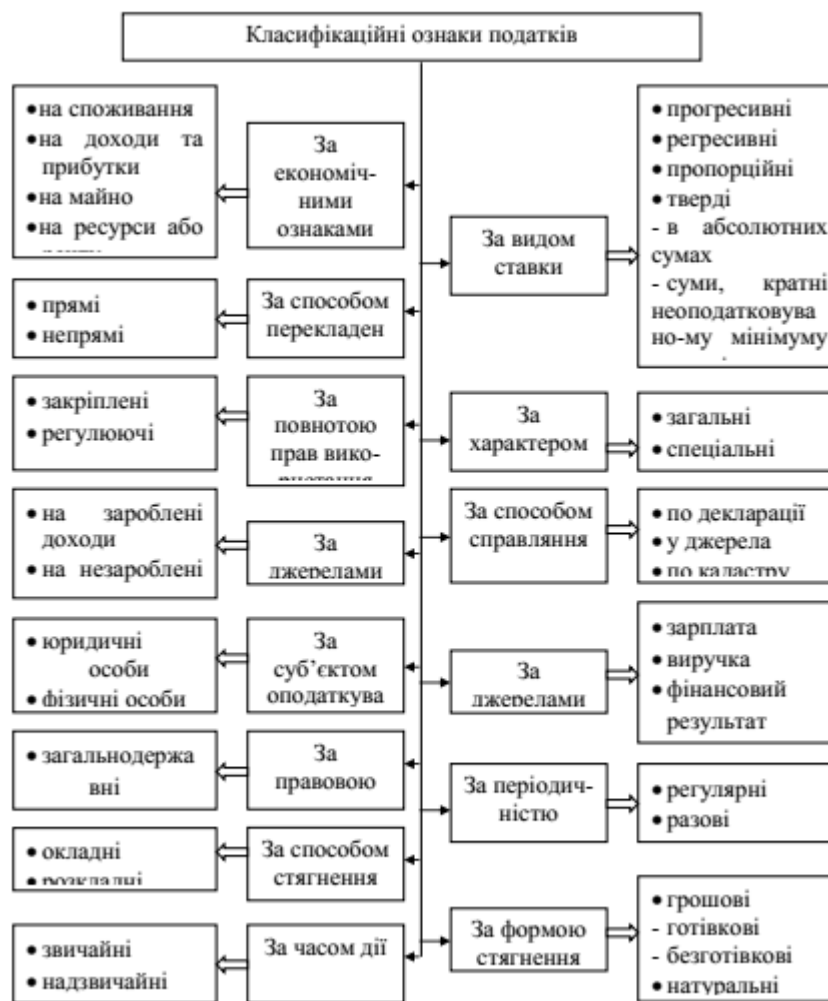 Класифікаційні ознаки податків
●на споживання
●на доходи та
прибутки
●на майно
●на ресурси або
За
економіч-
ними
ознаками
●прямі
●непрямі
За способом
перекладен
●закріплені
●регулюючі
За
повнотою
прав вико-
ристання
●на зароблені
доходи
●на незароблені
За
джерелами
●юридичні
особи
●фізичні особи
За
суб’єктом
оподаткува
●загальнодержа
вні
За
правовою
●окладні
●розкладні
За способом
стягнення
●звичайні
●надзвичайні
За часом дії
За видом
ставки
●прогресивні
●регресивні
●пропорційні
●тверді
- в абсолютних
сумах
- суми, кратні
неоподатковува
но-му мінімуму
За
характером
●загальні
●спеціальні
За способом
справляння
●по декларації
●у джерела
●по кадастру
За
джерелами
●зарплата
●виручка
●фінансовий
результат
За періодич-
ністю
●регулярні
●разові
За формою
стягнення
●грошові
- готівкові
- безготівкові
●натуральні